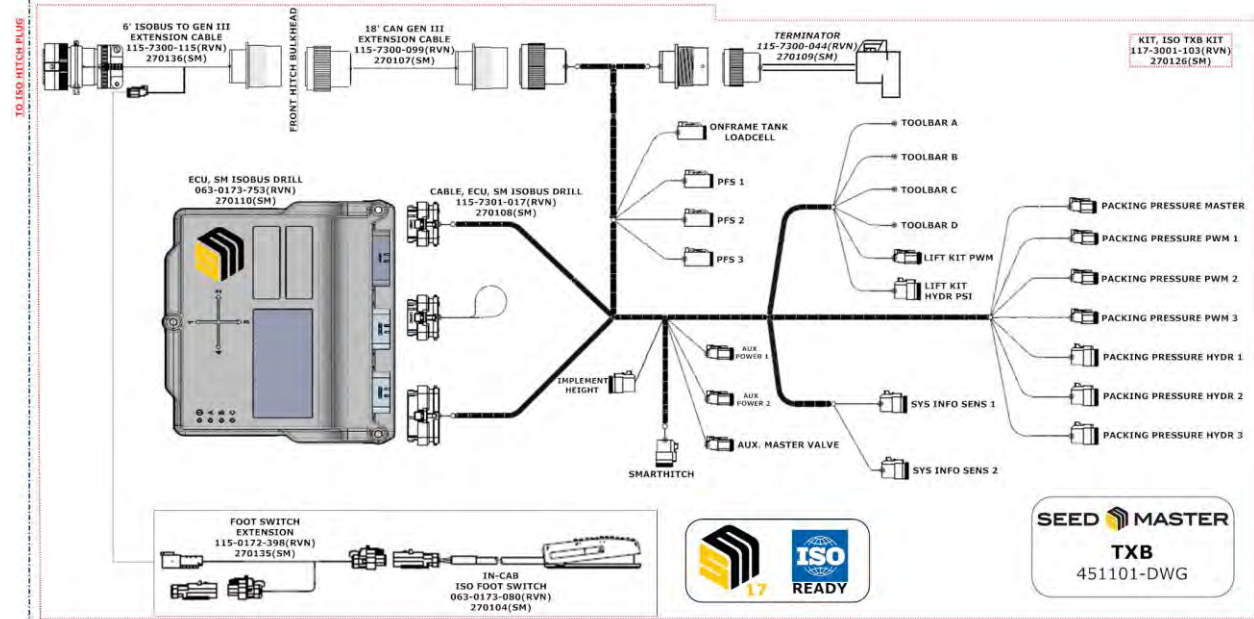 TO ISO HITCH PLUG
6' ISOBUS TO GEN III
EXTENSION CABLE
115-7300-115(RVN)
270136(SM)
FRONT HITCH BULKHEAD
18' CAN GEN III
EXTENSION CABLE
115-7300-099(RVN)
270107(SM)
TERMINATOR
115-7300-044(RVN)
270109(SM)
KIT, ISO TXB KIT
117-3001-103(RVN)
270126(SM)
ONFRAME TANK
LOADCELL
PFS 1
PFS 2
PFS 3
TOOLBAR A
TOOLBAR B
TOOLBAR C
TOOLBAR D
LIFT KIT PWM
LIFT KIT
HYDR PSI
PACKING PRESSURE MASTER
PACKING PRESSURE PWM 1
PACKING PRESSURE PWM 2
PACKING PRESSURE PWM 3
PACKING PRESSURE HYDR 1
PACKING PRESSURE HYDR 2
PACKING PRESSURE HYDR 3
ECU, SM ISOBUS DRILL
063-0173-753(RVN)
270110(SM)
CABLE, ECU, SM ISOBUS DRILL
115-7301-017(RVN)
270108(SM)
IMPLEMENT
HEIGHT
AUX
POWER 1
AUX
POWER 2
AUX. MASTER VALVE
SMARTHITCH
SYS INFO SENS 1
SYS INFO SENS 2
FOOT SWITCH
EXTENSION
115-0172-398(RVN)
270135(SM)
IN-CAB
ISO FOOT SWITCH
063-0173-080(RVN)
270104(SM)
17
ISO
READY
SEED MASTER
TXB
451101-DWG